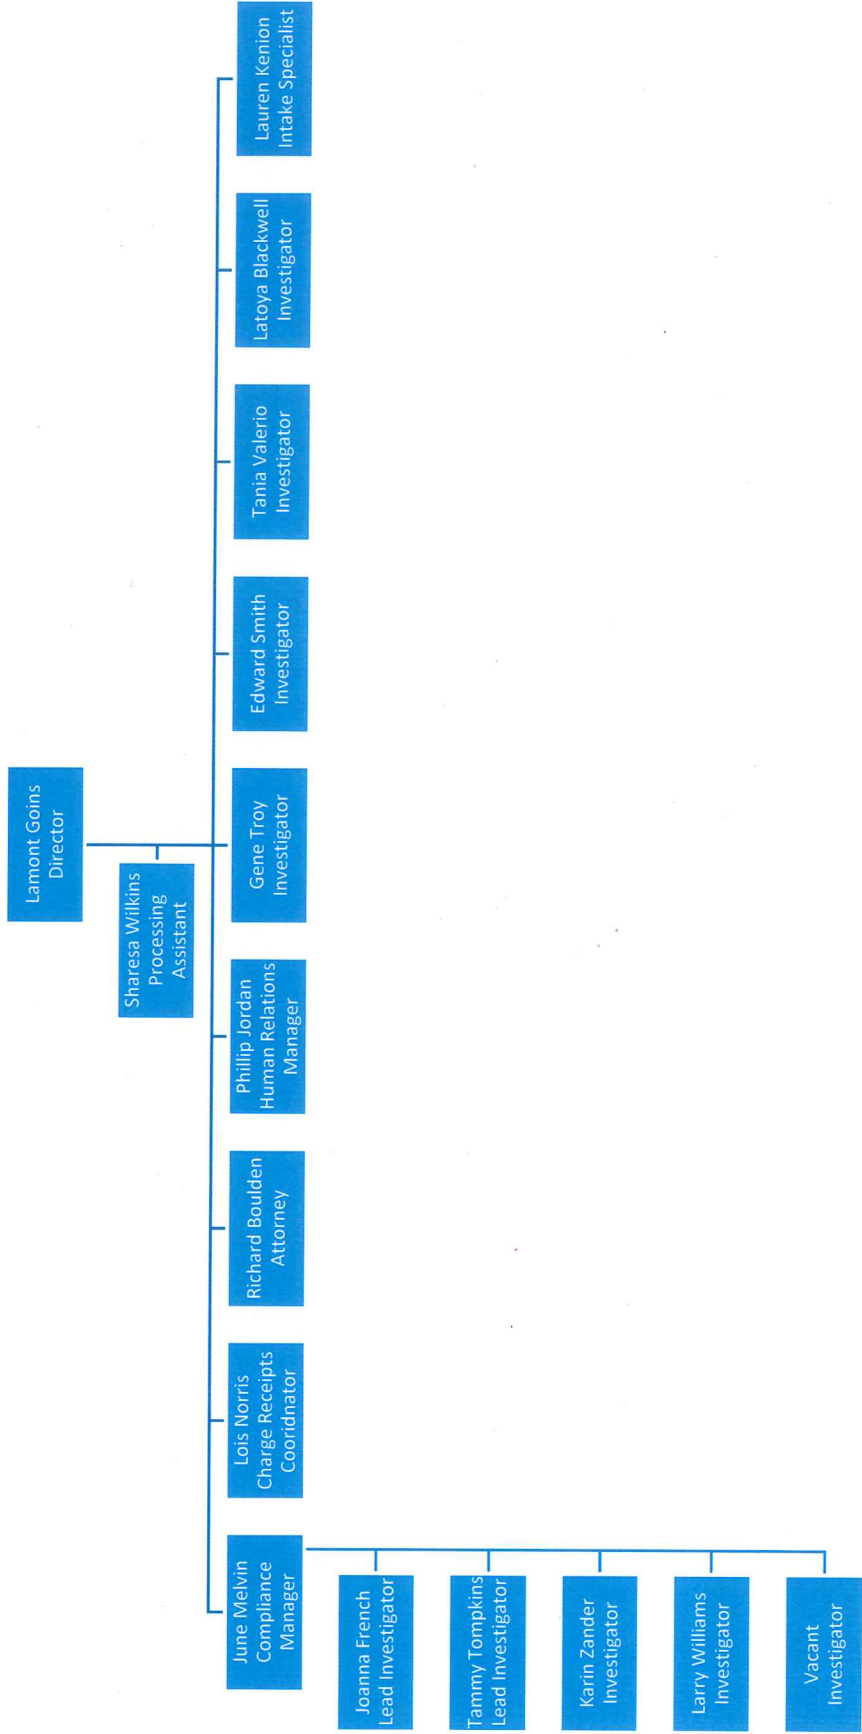 Lamont Goins
Director
Sharesa Wilkins
Processing
Assistant
June Melvin
Compliance
Manager
Lois Norris
Charge Receipts
Cooridnator
Richard Boulden
Attorney
Phillip Jordan
Human Relations
Manager
Gene Troy
Investigator
Edward Smith
Investigator
Tania Valerio
Investigator
Latoya Blackwell
Investigator
Lauren Kenion
Intake Specialist
Joanna French
Lead Investigator
Tammy Tompkins
Lead Investigator
Karin Zander
Investigator
Larry Williams
Investigator
Vacant
Investigator